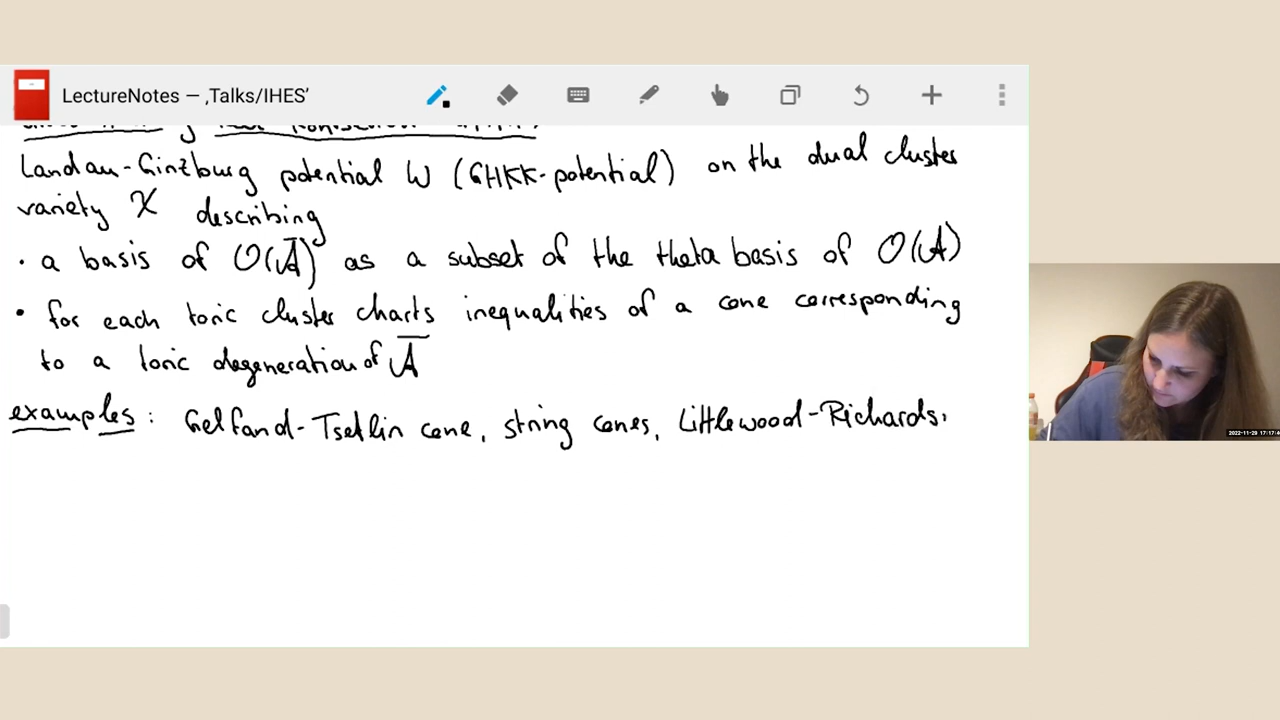 LectureNotes — ‚Talks/IHES’
Landau-Ginzburg potential W (GHKK-potential) on the dual cluster
variety X describing
• a basis of O(A̅) as a subset of the theta basis of O(A)
• for each toric cluster charts inequalities of a cone corresponding
to a toric degeneration of A̅
examples: Gelfand-Tsetlin cone, string cones, Littlewood-Richards